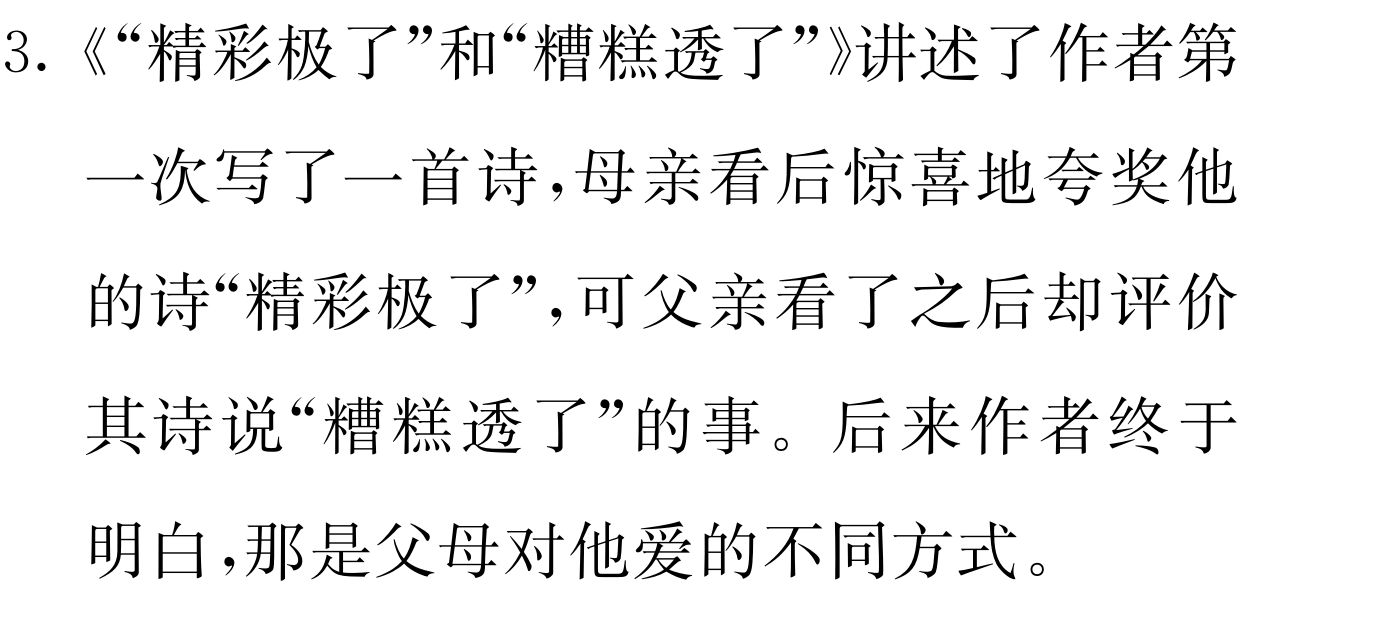 3. 《“精彩极了”和“糟糕透了”》讲述了作者第
一次写了一首诗,母亲看后惊喜地夸奖他
的诗“精彩极了”,可父亲看了之后却评价
其诗说“糟糕透了”的事。后来作者终于
明白,那是父母对他爱的不同方式。